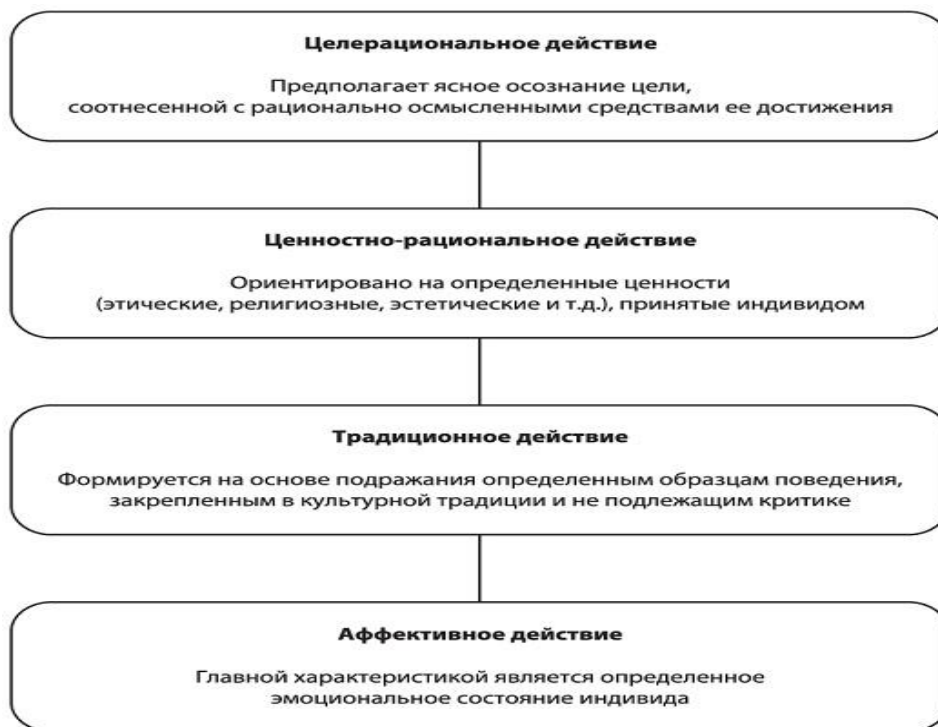 Целерациональное действие
Предполагает ясное осознание цели,
соотнесенной с рационально осмысленными средствами ее достижения
Ценностно-рациональное действие
Ориентировано на определенные ценности
(этические, религиозные, эстетические и т.д.), принятые индивидом
Традиционное действие
Формируется на основе подражания определенным образцам поведения,
закрепленным в культурной традиции и не подлежащим критике
Аффективное действие
Главной характеристикой является определенное
эмоциональное состояние индивида